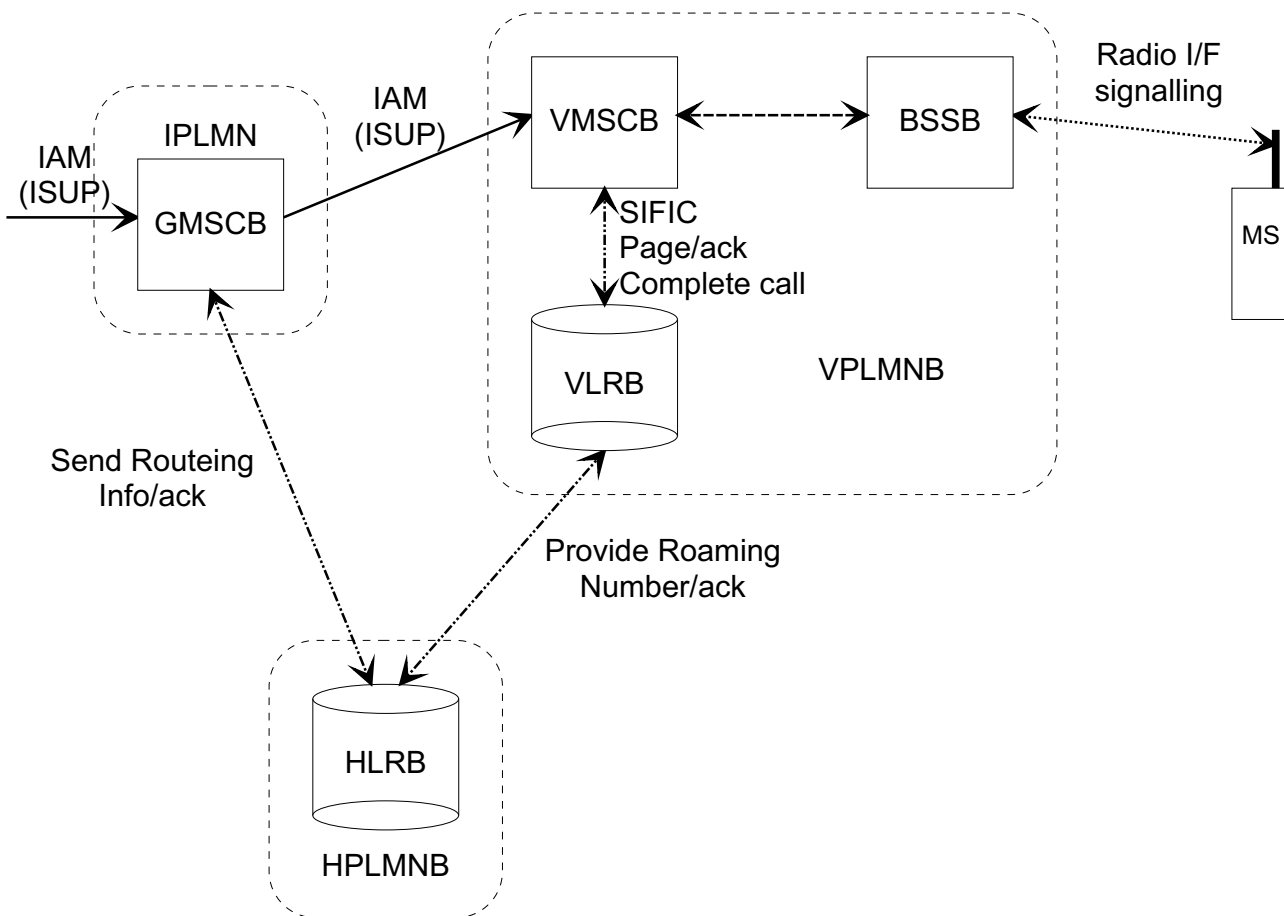 IAM
(ISUP)
IPLMN
GMSCB
IAM
(ISUP)
VMSCB
BSSB
Radio I/F
signalling
MS
SIFIC
Page/ack
Complete call
VLRB
VPLMNB
Send Routeing
Info/ack
Provide Roaming
Number/ack
HLRB
HPLMNB